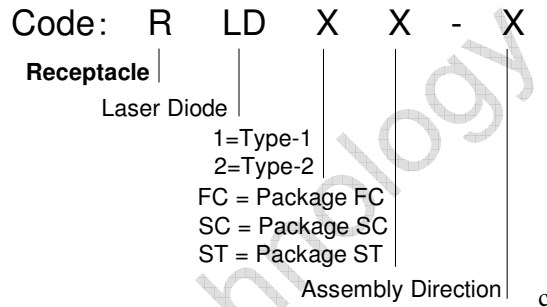 Code: R LD X X - X
Receptacle
Laser Diode
1=Type-1
2=Type-2
FC = Package FC
SC = Package SC
ST = Package ST
Assembly Direction